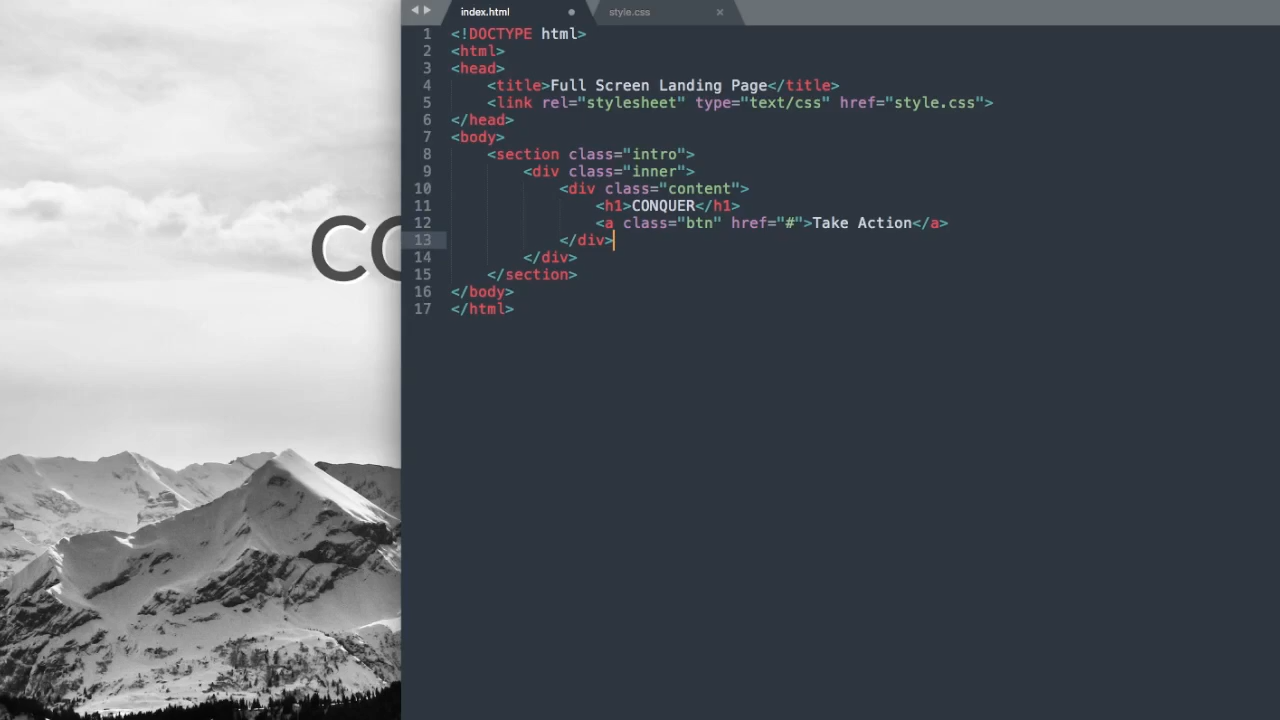 index.html
style.css
CO
1 <!DOCTYPE html>
2 <html>
3 <head>
4 <title>Full Screen Landing Page</title>
5 <link rel="stylesheet" type="text/css" href="style.css">
6 </head>
7 <body>
8 <section class="intro">
9 <div class="inner">
10 <div class="content">
11 <h1>CONQUER</h1>
12 <a class="btn" href="#">Take Action</a>
13 </div>
14 </div>
15 </section>
16 </body>
17 </html>